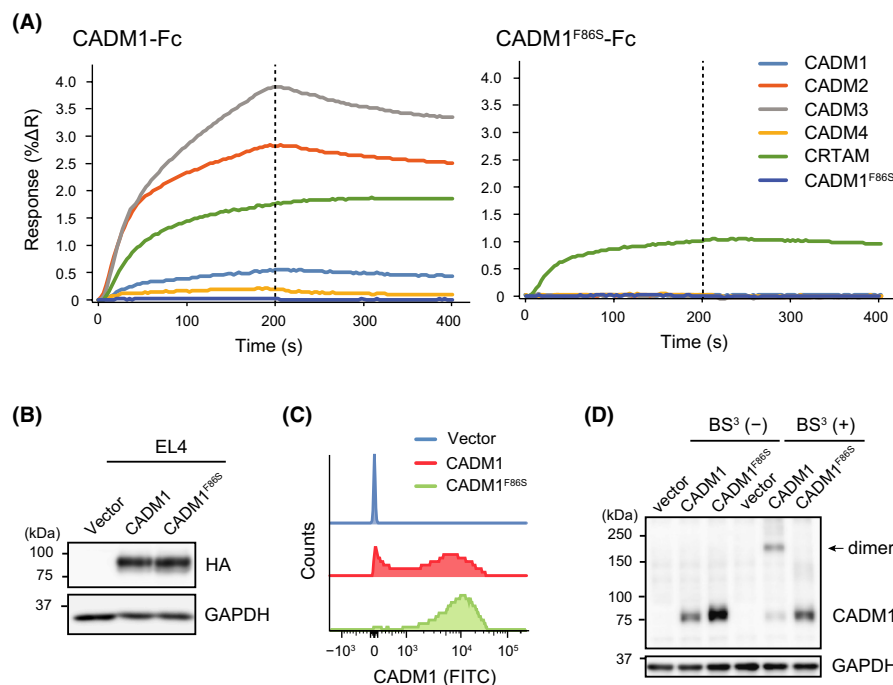 (A)
CADM1-Fc
CADM1F86S-Fc
Response (%ΔR)
4.0
3.5
3.0
2.5
2.0
1.5
1.0
0.5
0
0 100 200 300 400
Time (s)
4.0
3.5
3.0
2.5
2.0
1.5
1.0
0.5
0
0 100 200 300 400
Time (s)
CADM1
CADM2
CADM3
CADM4
CRTAM
CADM1F86S
(B)
EL4
Vector CADM1 CADM1F86S
(kDa)
100
75
HA
37
GAPDH
(C)
Vector
CADM1
CADM1F86S
Counts
−10³ 0 10³ 10⁴ 10⁵
CADM1 (FITC)
(D)
BS³ (−) BS³ (+)
vector CADM1 CADM1F86S vector CADM1 CADM1F86S
(kDa)
250
150
← dimer
100
75
CADM1
37
GAPDH